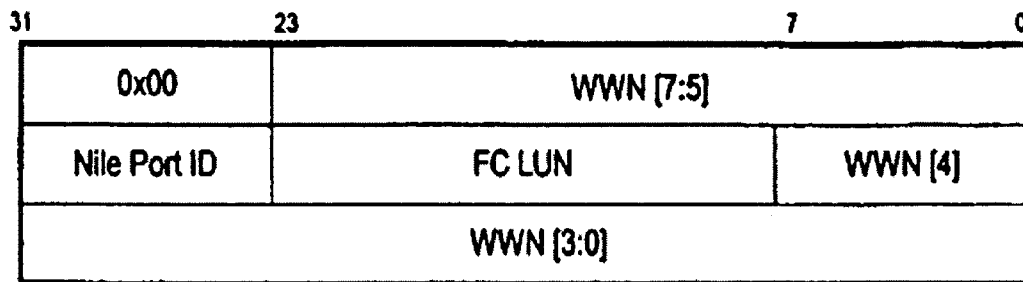 31 23 7 0
0x00 WWN [7:5]
Nile Port ID FC LUN WWN [4]
WWN [3:0]